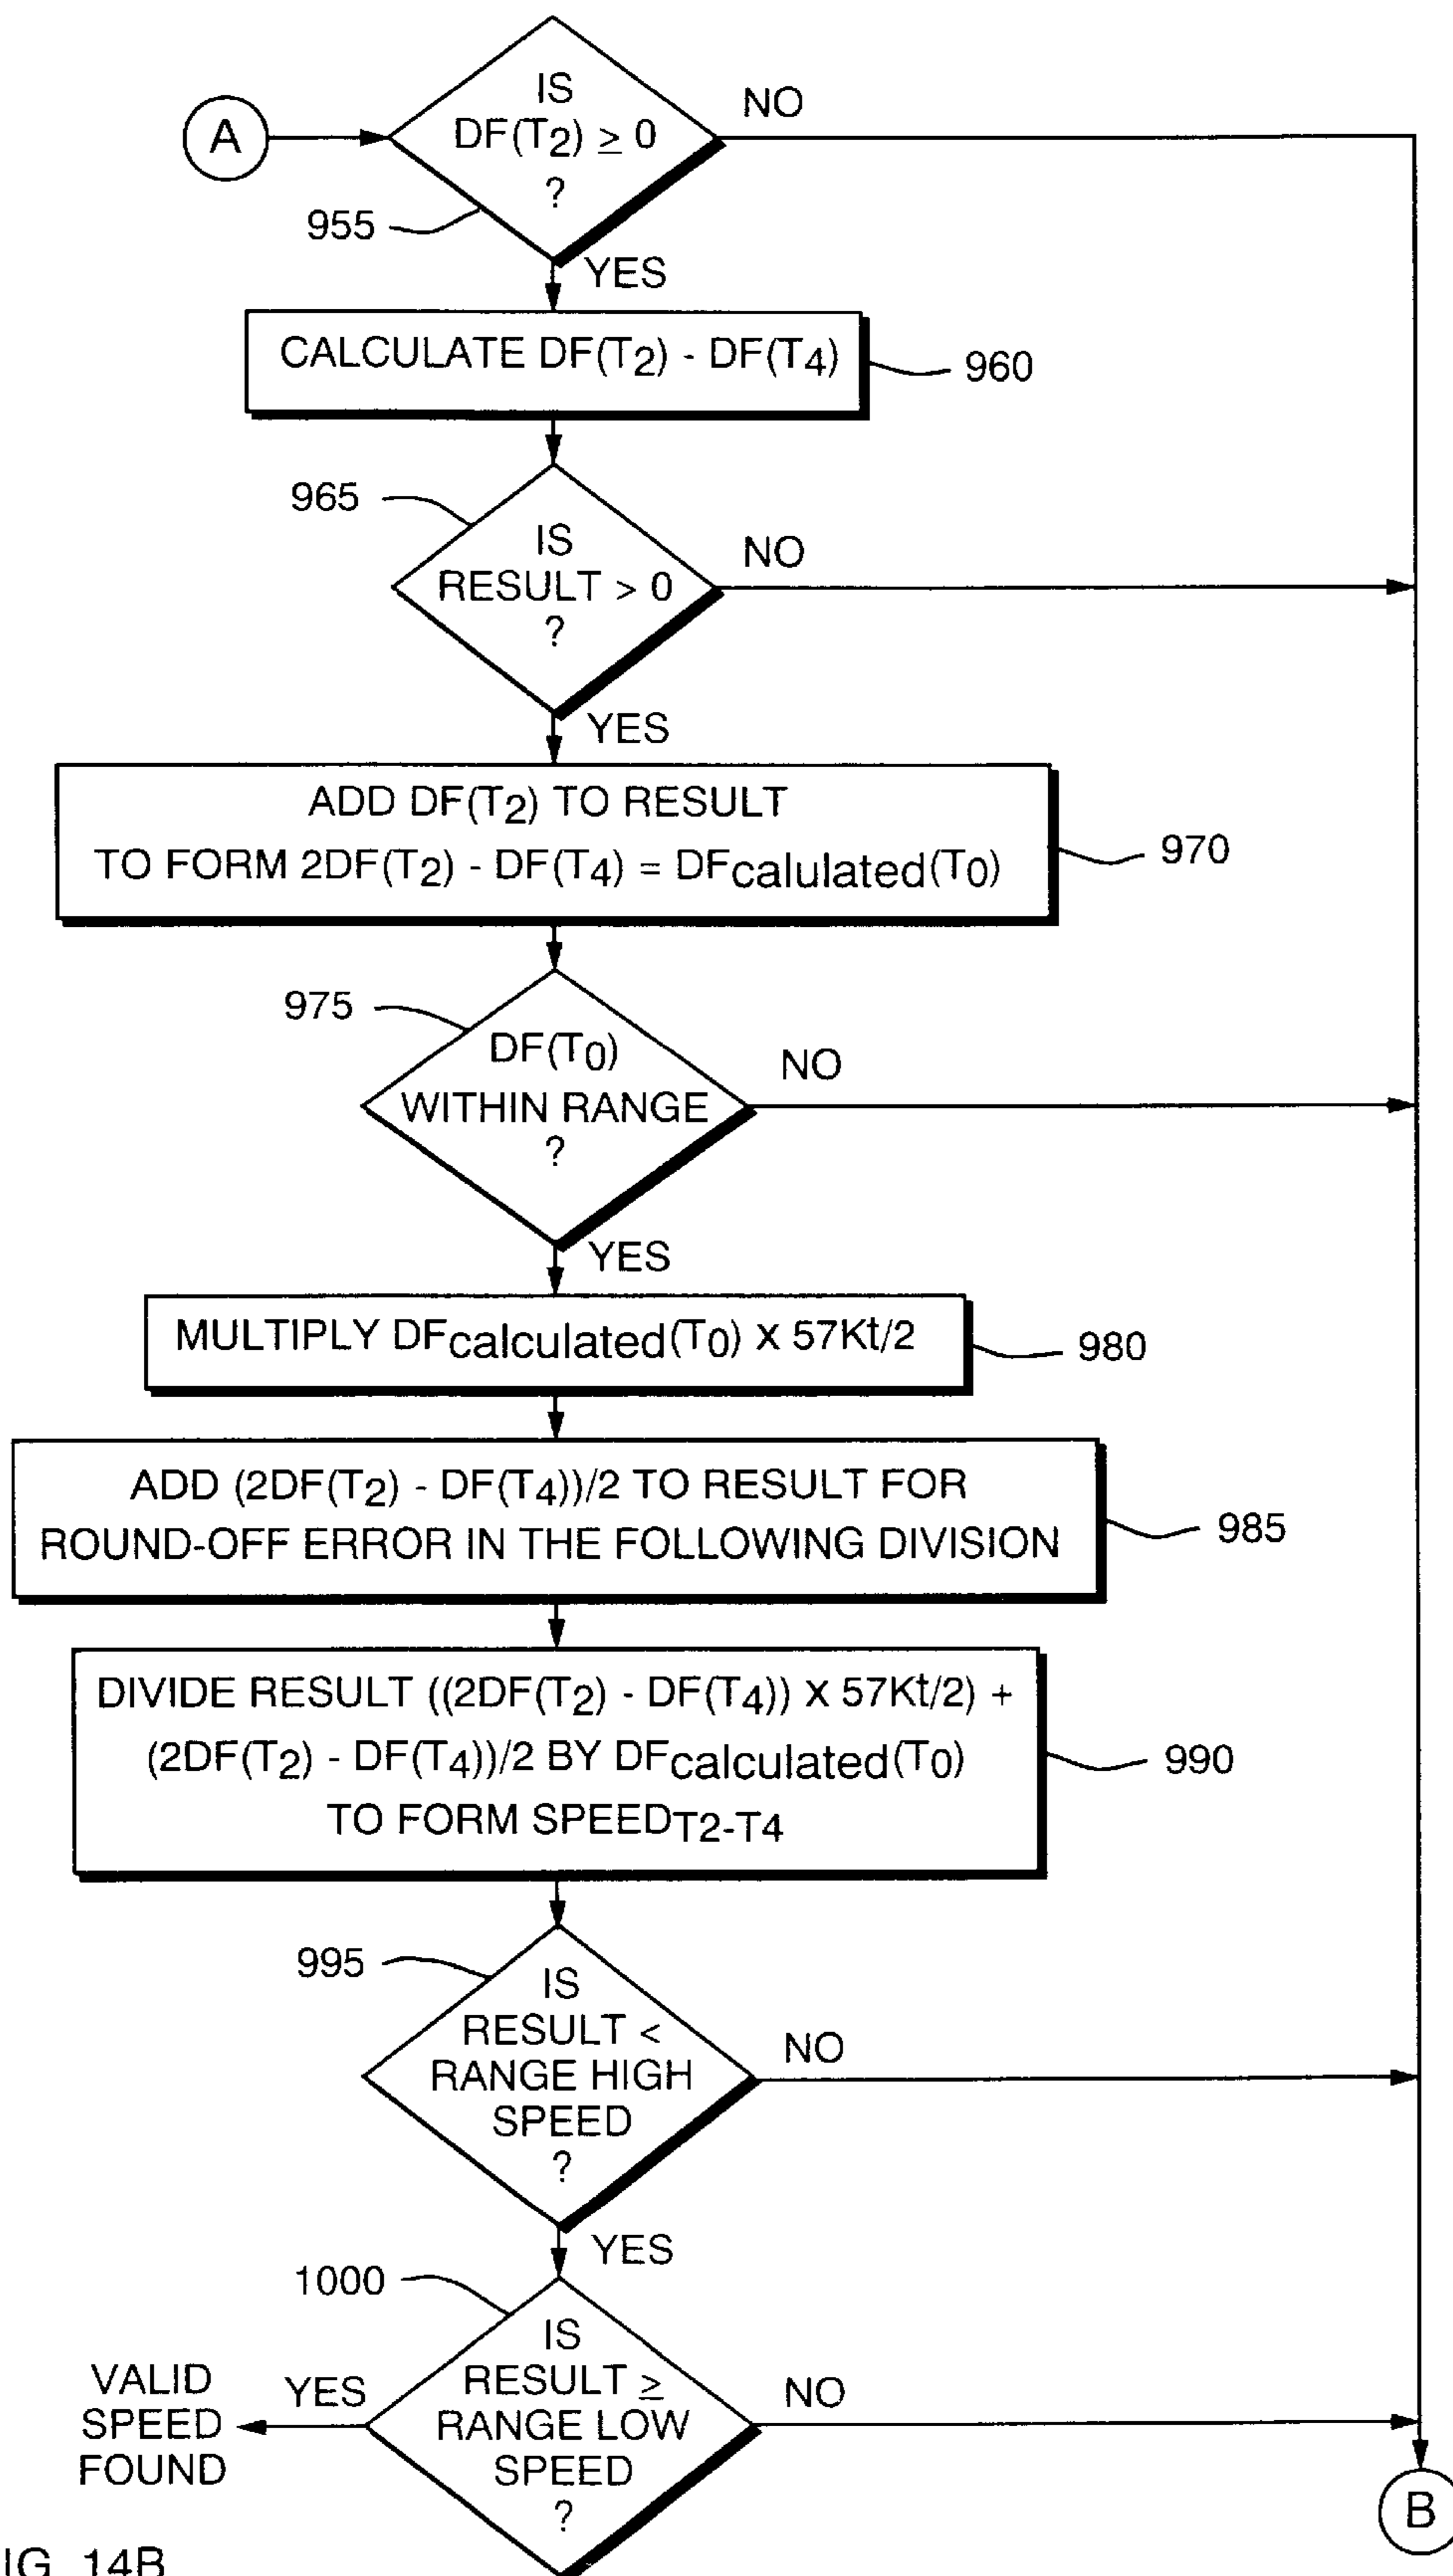 IS
A
DF(T2) ≥ 0
NO
?
955
YES
CALCULATE DF(T2) - DF(T4)
960
965
IS
RESULT > 0
NO
?
YES
ADD DF(T2) TO RESULT
TO FORM 2DF(T2) - DF(T4) = DFcalulated(T0)
970
975
DF(T0)
WITHIN RANGE
NO
?
YES
MULTIPLY DFcalculated(T0) X 57Kt/2
980
ADD (2DF(T2) - DF(T4))/2 TO RESULT FOR
ROUND-OFF ERROR IN THE FOLLOWING DIVISION
985
DIVIDE RESULT ((2DF(T2) - DF(T4)) X 57Kt/2) +
(2DF(T2) - DF(T4))/2 BY DFcalculated(T0)
TO FORM SPEEDT2-T4
990
995
IS
RESULT <
RANGE HIGH
SPEED
?
NO
YES
1000
IS
RESULT ≥
RANGE LOW
SPEED
?
YES
VALID
SPEED
FOUND
NO
B
IG. 14B